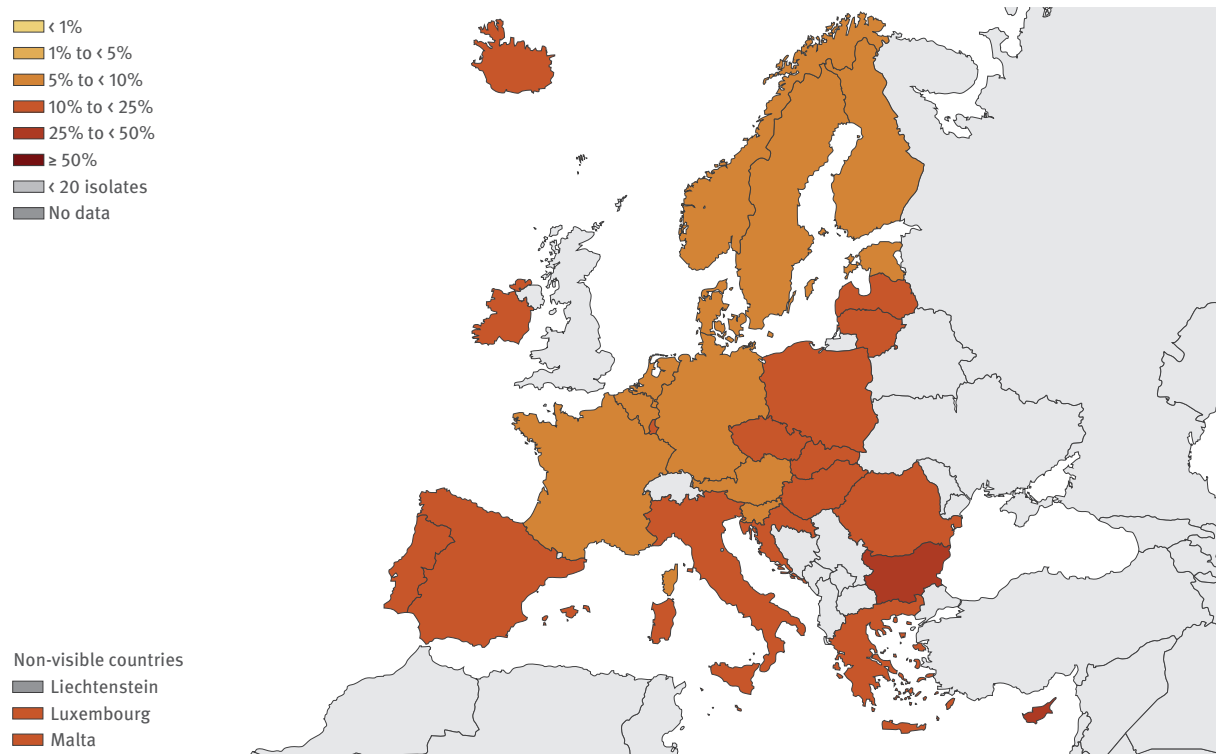 < 1%
1% to < 5%
5% to < 10%
10% to < 25%
25% to < 50%
≥ 50%
< 20 isolates
No data
Non-visible countries
Liechtenstein
Luxembourg
Malta